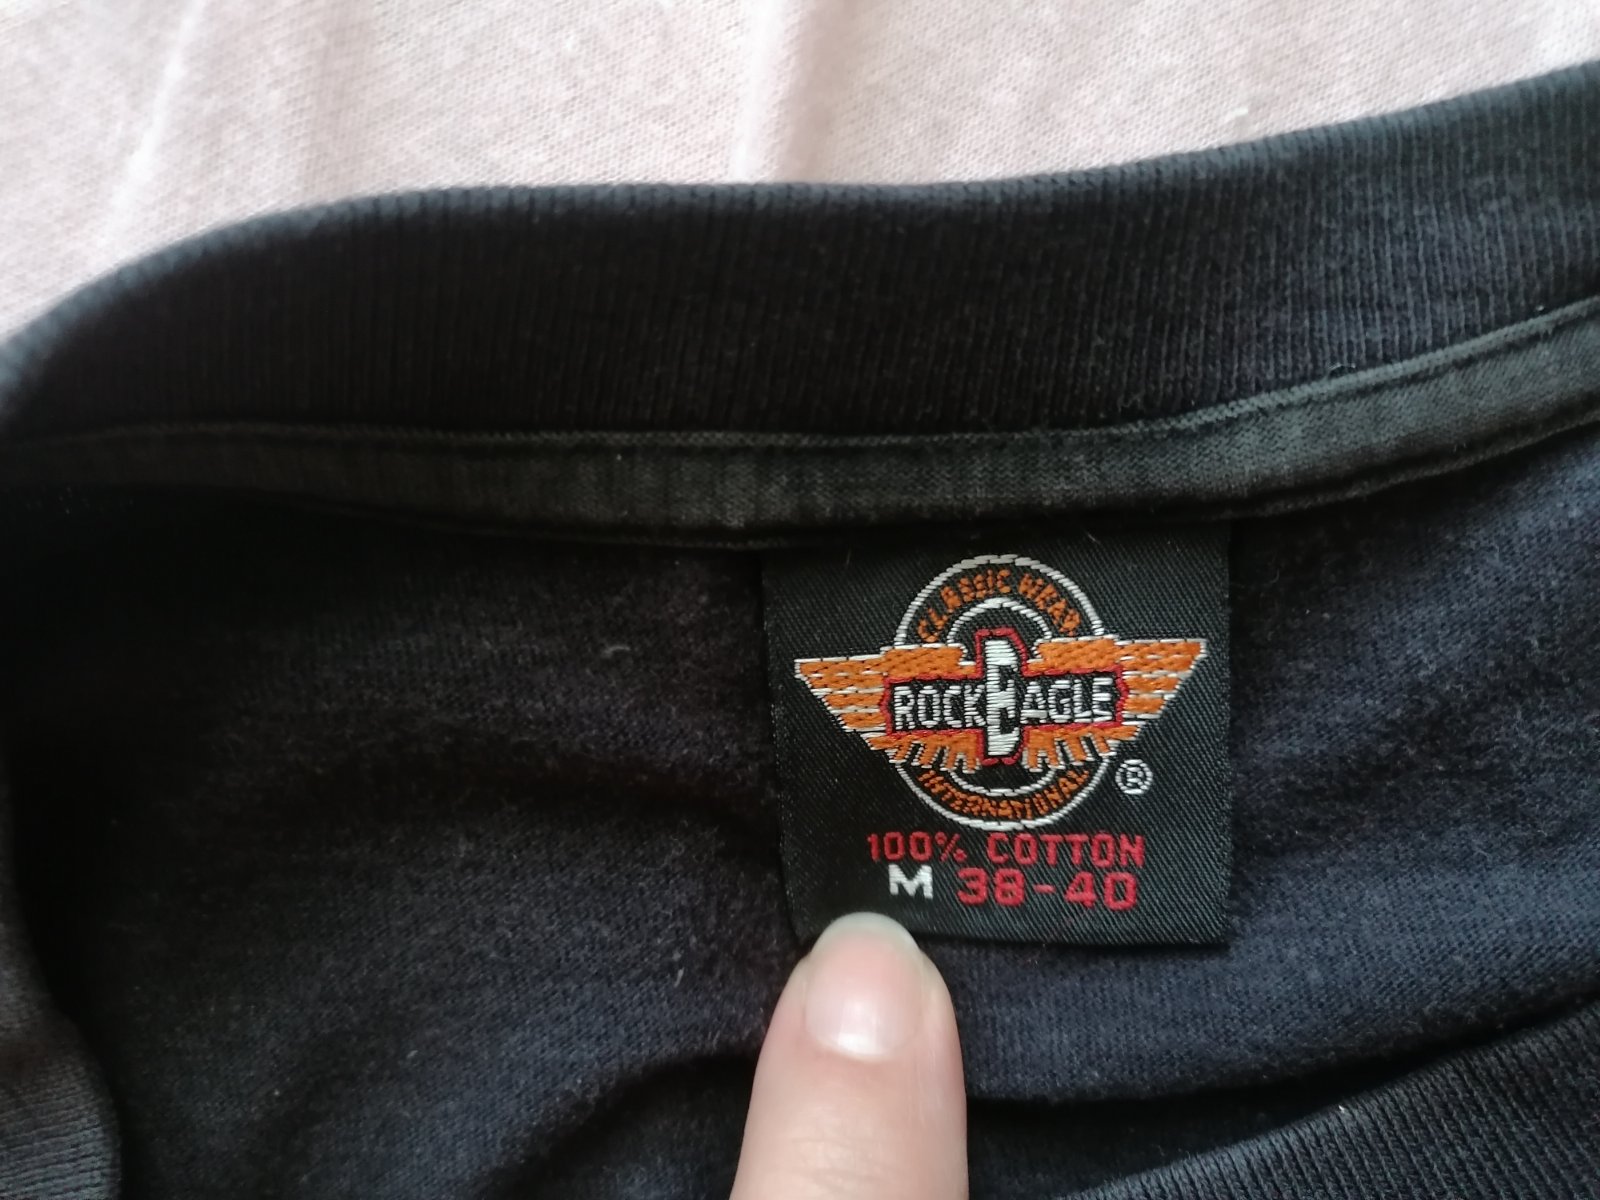 CLASSIC WEAR
ROCK EAGLE
INTERNATIONAL
®
100% COTTON
M 38-40